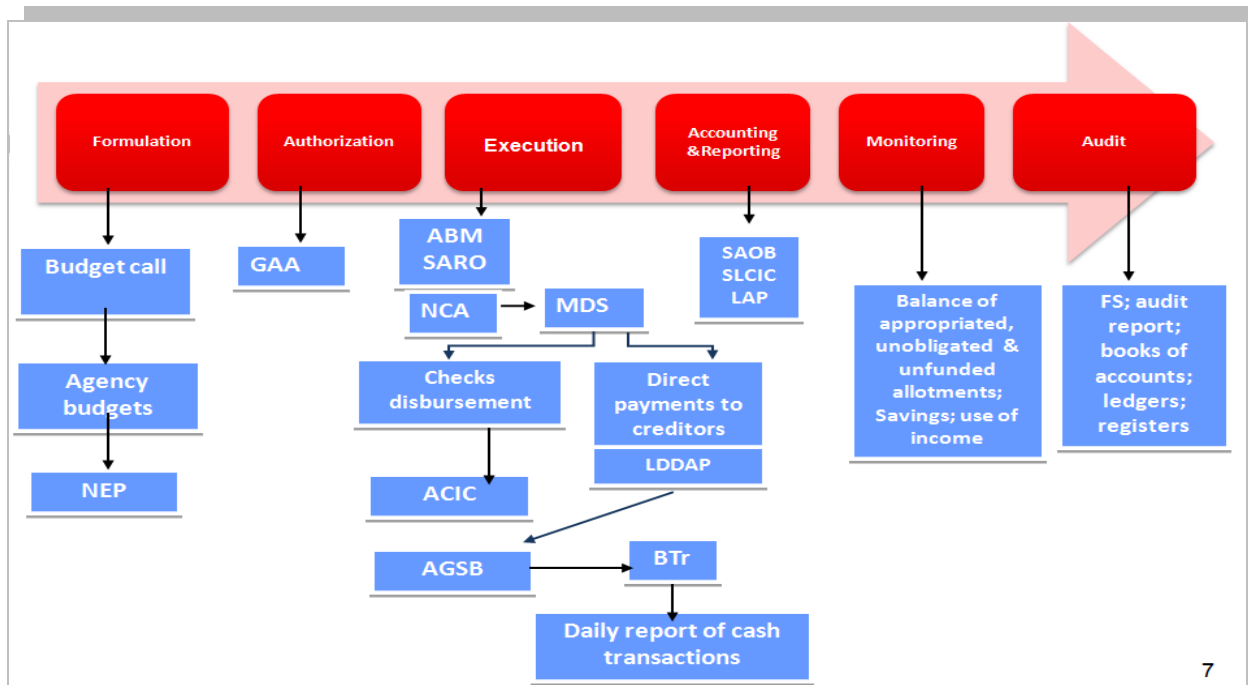 Formulation
Authorization
Execution
Accounting
&Reporting
Monitoring
Audit
Budget call
Agency
budgets
NEP
GAA
ABM
SARO
NCA
MDS
Checks
disbursement
ACIC
Direct
payments to
creditors
LDDAP
AGSB
BTr
Daily report of cash
transactions
SAOB
SLCIC
LAP
Balance of
appropriated,
unobligated &
unfunded
allotments;
Savings; use of
income
FS; audit
report;
books of
accounts;
ledgers;
registers
7